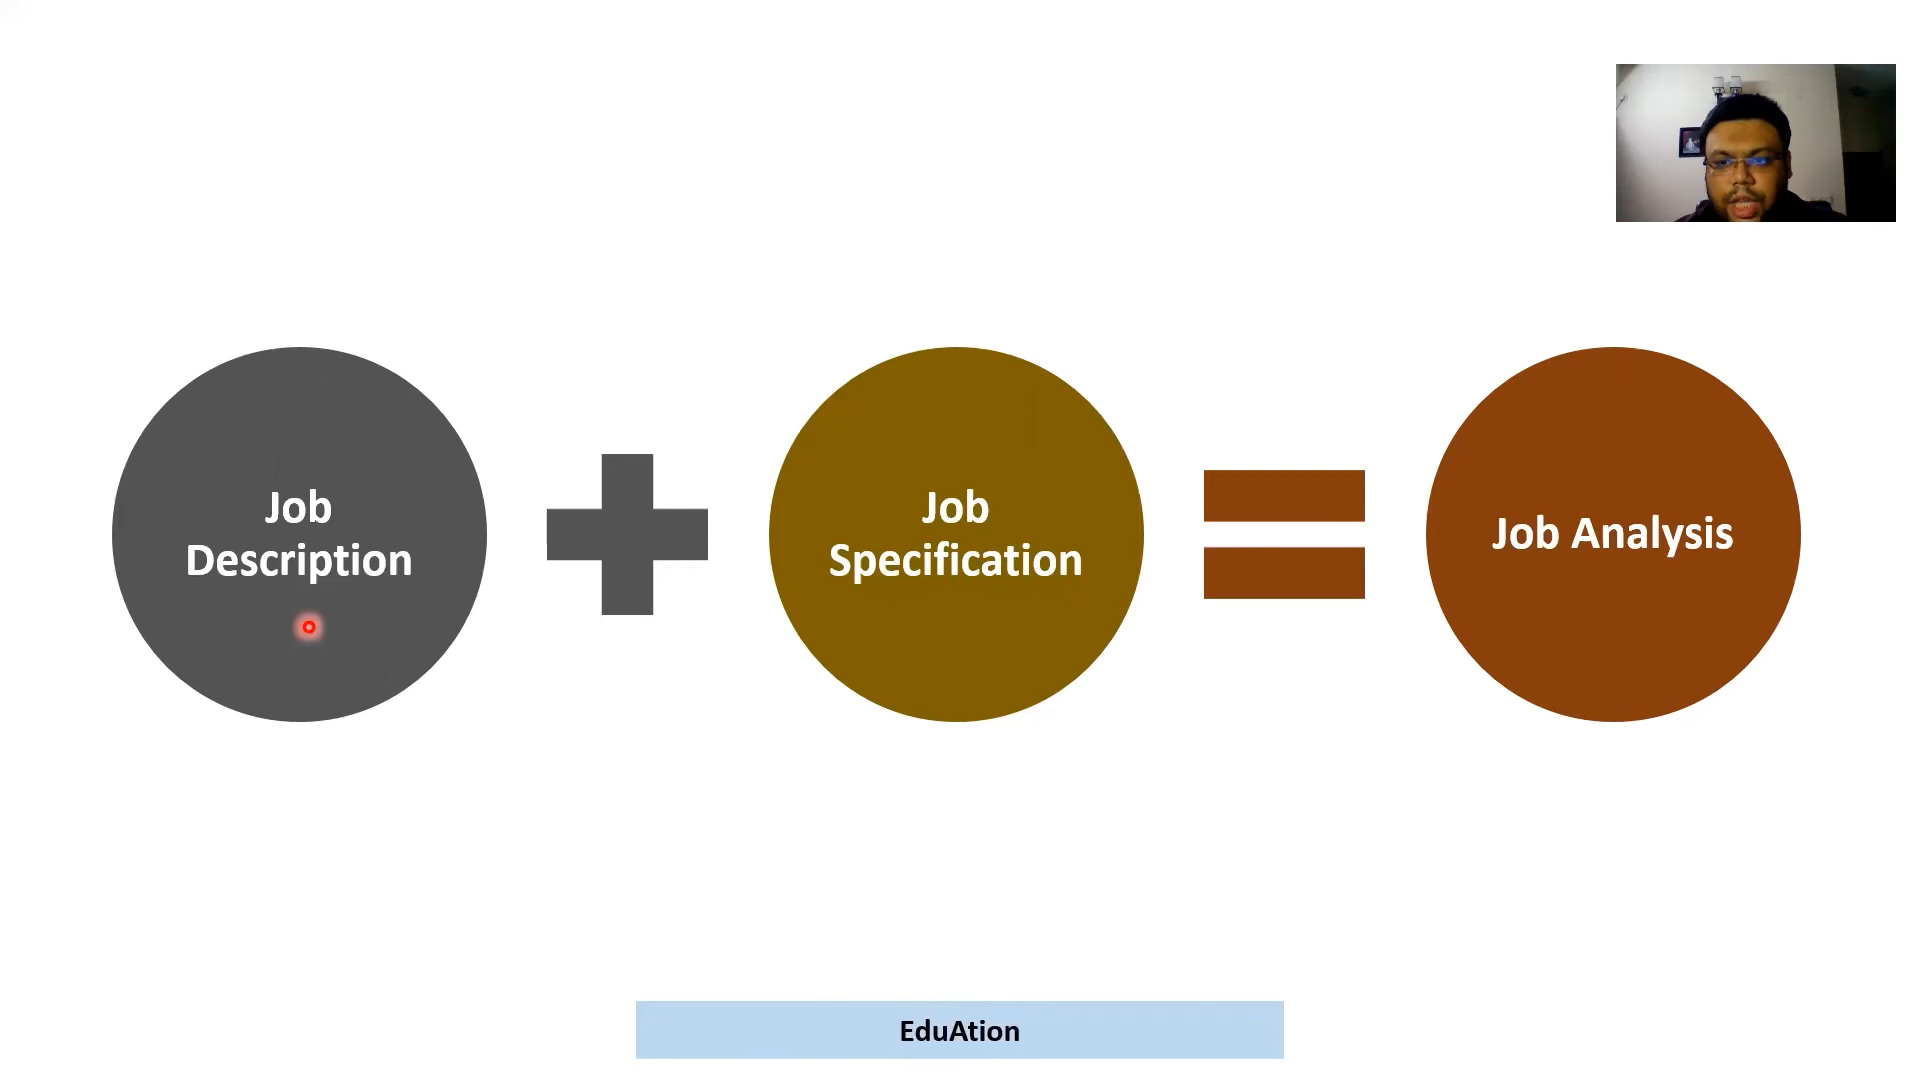 Job
Description
Job
Specification
Job Analysis
EduAtion